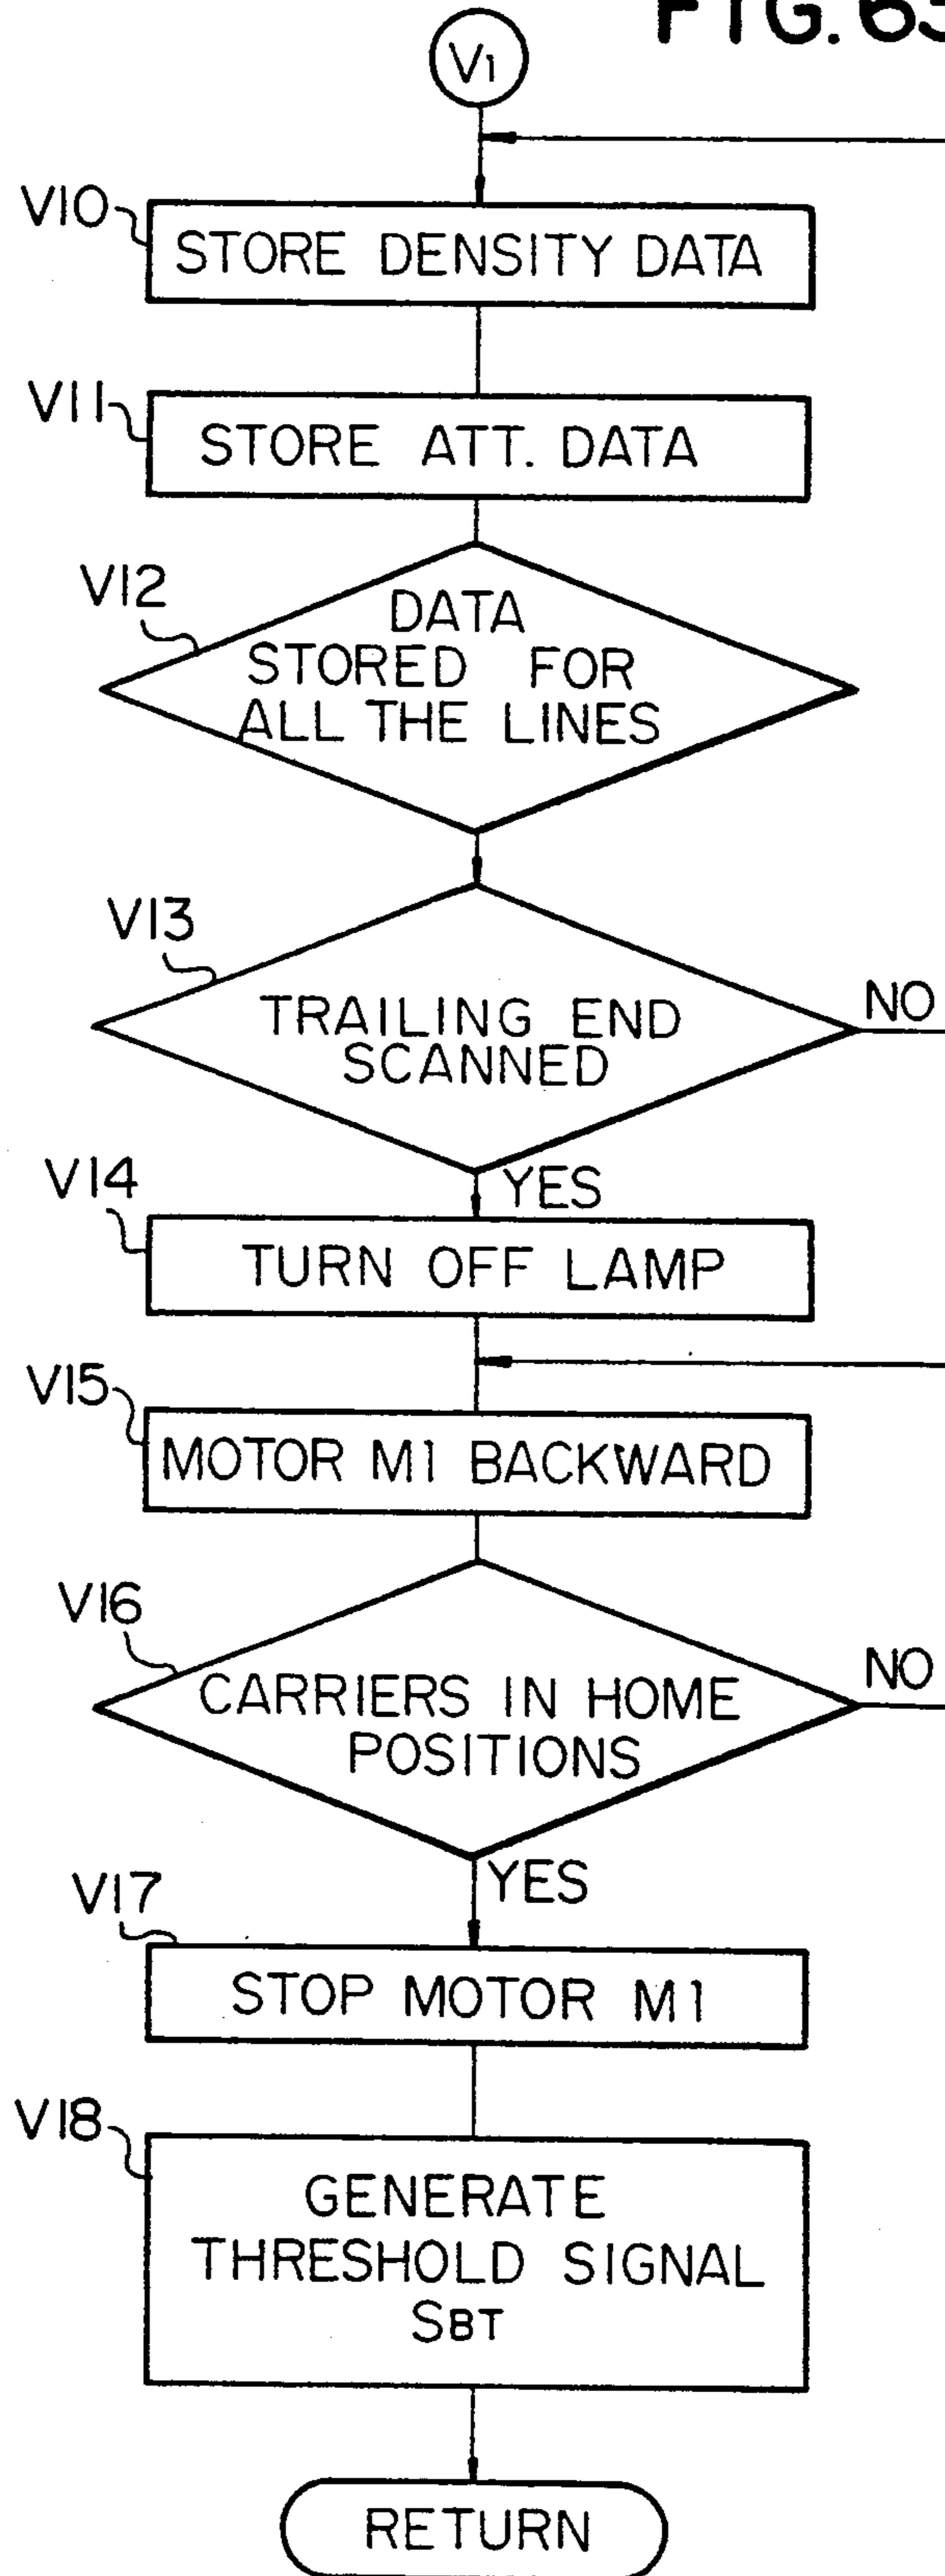 FIG. 63
V1
V10
STORE DENSITY DATA
V11
STORE ATT. DATA
V12
DATA
STORED FOR
ALL THE LINES
V13
TRAILING END
SCANNED
NO
YES
V14
TURN OFF LAMP
V15
MOTOR M1 BACKWARD
V16
CARRIERS IN HOME
POSITIONS
NO
YES
V17
STOP MOTOR M1
V18
GENERATE
THRESHOLD SIGNAL
SBT
RETURN